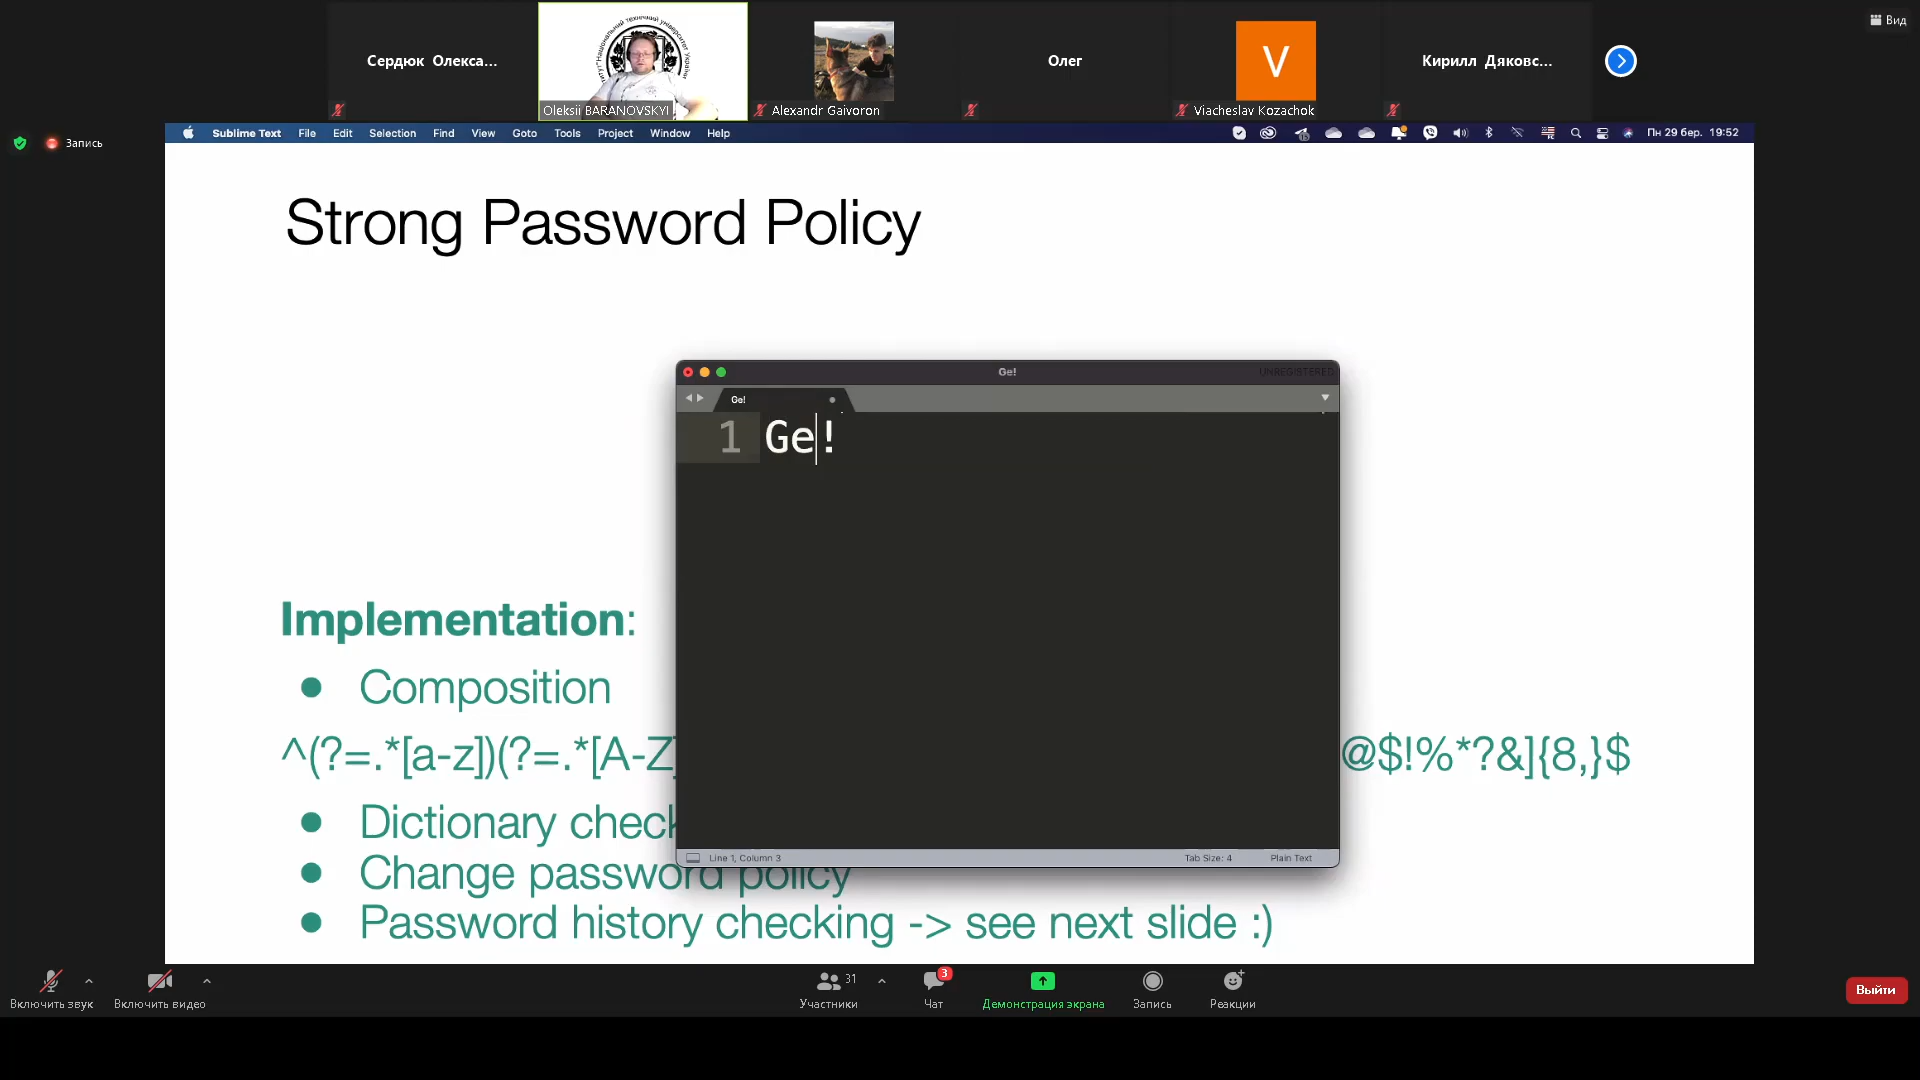 Вид
Сердюк Олекса...
Oleksii BARANOVSKYI
Alexandr Gaivoron
Олег
V
Viacheslav Kozachok
Кирилл Дяковс...
Запись
Sublime Text File Edit Selection Find View Goto Tools Project Window Help
Пн 29 бер. 19:52
Strong Password Policy
Ge!
UNREGISTERED
Ge!
1 Ge!
Line 1, Column 3
Tab Size: 4
Plain Text
Implementation:
● Composition
^(?=.*[a-z])(?=.*[A-Z] @$!%*?&]{8,}$
● Dictionary check
● Change password policy
● Password history checking -> see next slide :)
Включить звук
Включить видео
31
Участники
3
Чат
Демонстрация экрана
Запись
Реакции
Выйти